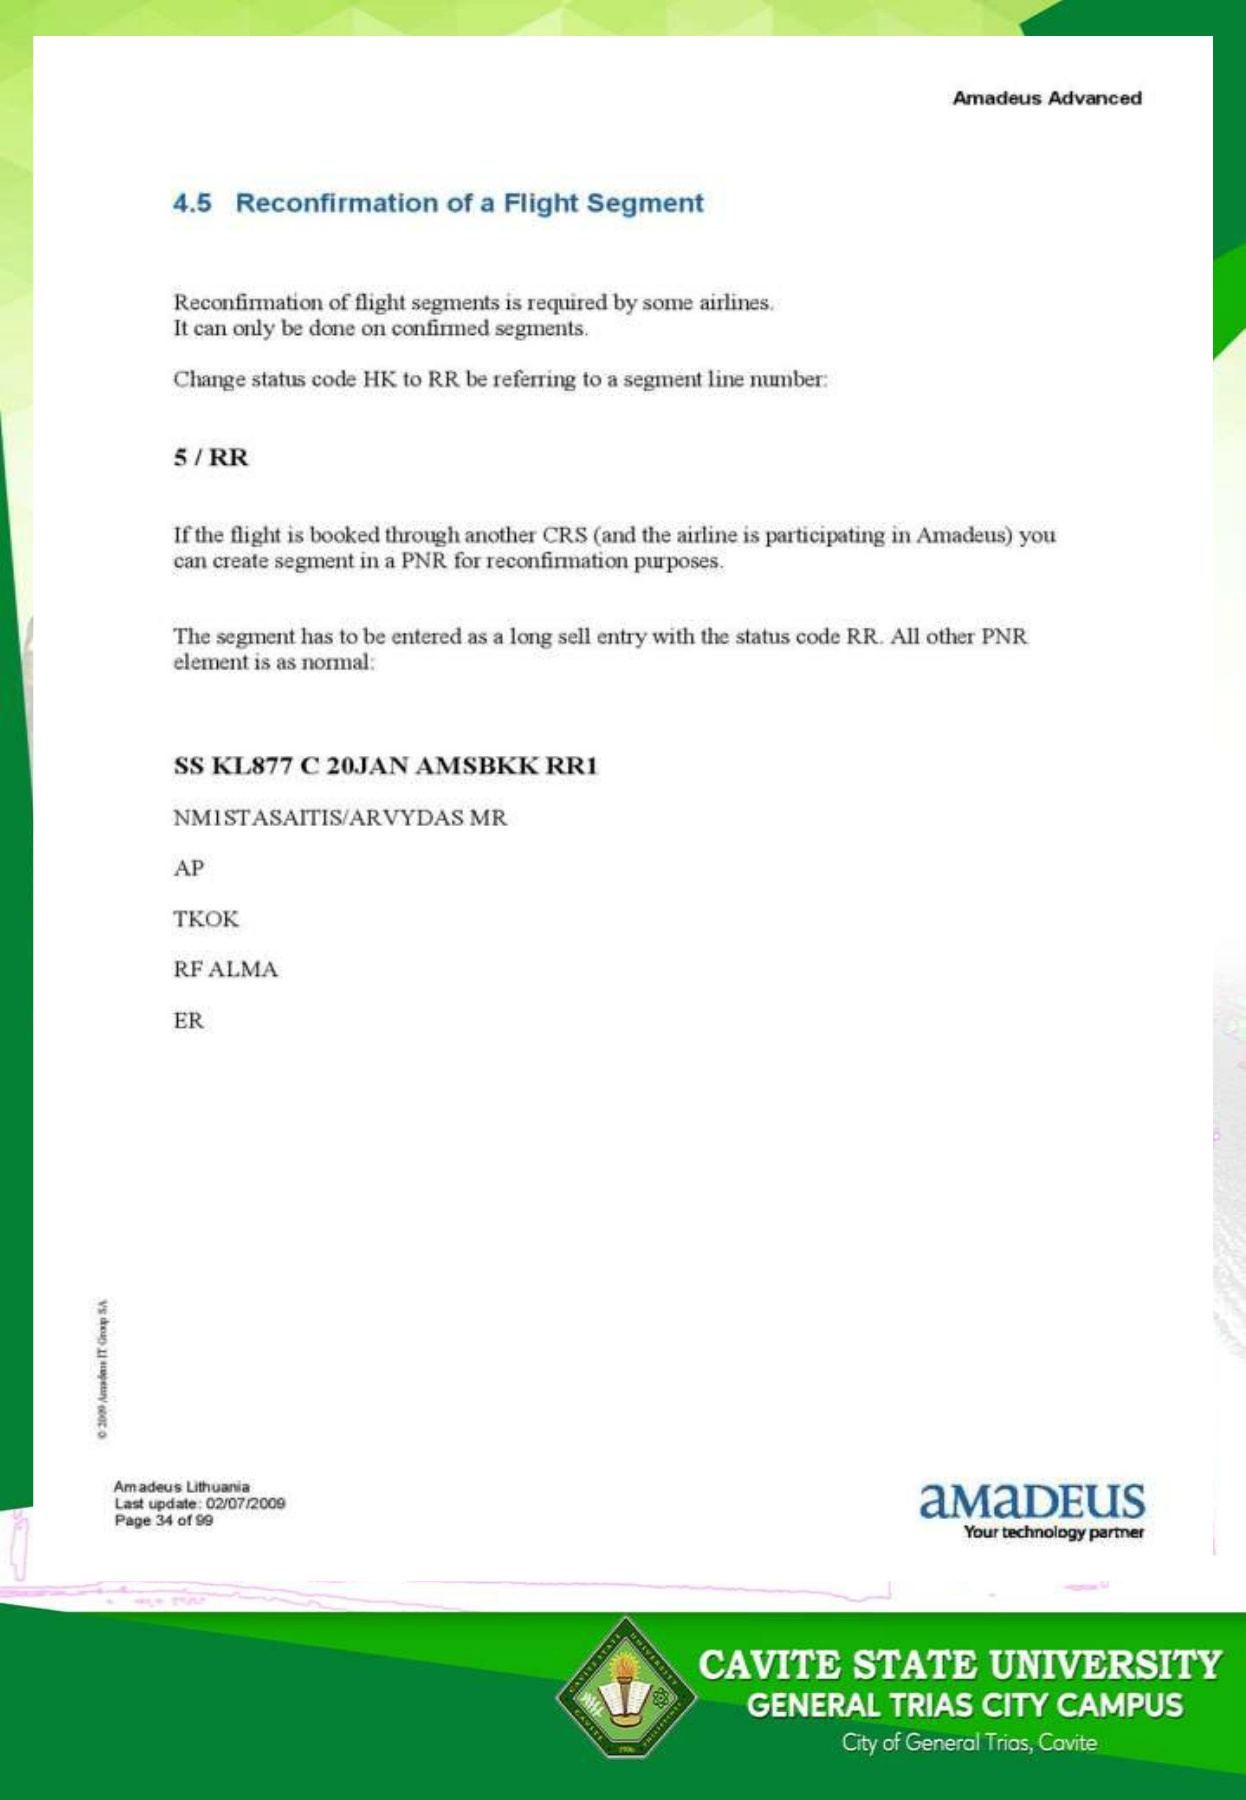 Amadeus Advanced
4.5 Reconfirmation of a Flight Segment
Reconfirmation of flight segments is required by some airlines.
It can only be done on confirmed segments.
Change status code HK to RR be referring to a segment line number:
5 / RR
If the flight is booked through another CRS (and the airline is participating in Amadeus) you
can create segment in a PNR for reconfirmation purposes.
The segment has to be entered as a long sell entry with the status code RR. All other PNR
element is as normal:
SS KL877 C 20JAN AMSBKK RR1
NM1STASAITIS/ARVYDAS MR
AP
TKOK
RF ALMA
ER
© 2009 Amadeus IT Group SA
Amadeus Lithuania
Last update: 02/07/2009
Page 34 of 99
aMaDEUS
Your technology partner
CAVITE STATE UNIVERSITY
GENERAL TRIAS CITY CAMPUS
City of General Trias, Cavite